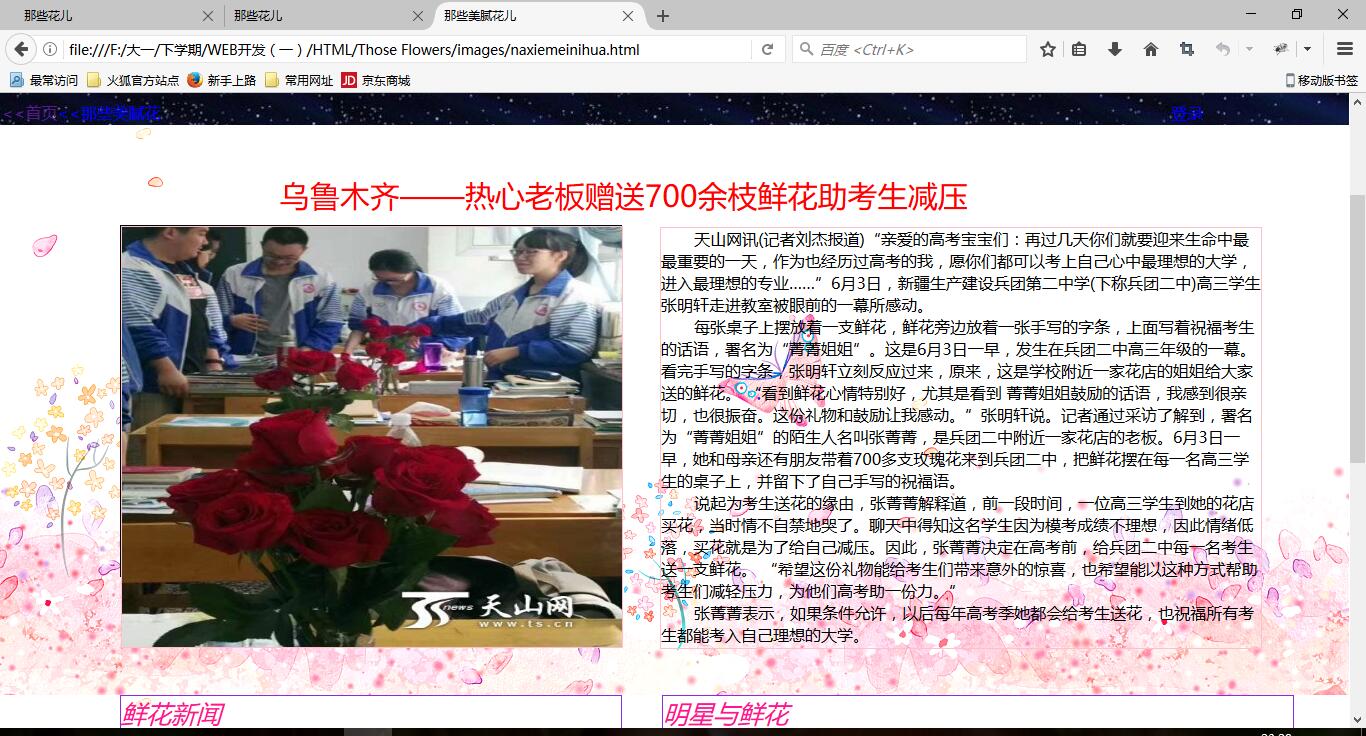 那些花儿
那些花儿
那些美腻花儿
file:///F:/大一/下学期/WEB开发（一）/HTML/Those Flowers/images/naxiemeinihua.html
百度 <Ctrl+K>
最常访问
火狐官方站点
新手上路
常用网址
JD 京东商城
移动版书签
<<首页<<那些美腻花
登录
乌鲁木齐——热心老板赠送700余枝鲜花助考生减压
news 天山网
www.ts.cn
天山网讯(记者刘杰报道)“亲爱的高考宝宝们：再过几天你们就要迎来生命中最
最重要的一天，作为也经历过高考的我，愿你们都可以考上自己心中最理想的大学，
进入最理想的专业……”6月3日，新疆生产建设兵团第二中学(下称兵团二中)高三学生
张明轩走进教室被眼前的一幕所感动。
每张桌子上摆放着一支鲜花，鲜花旁边放着一张手写的字条，上面写着祝福考生
的话语，署名为“菁菁姐姐”。这是6月3日一早，发生在兵团二中高三年级的一幕。
看完手写的字条，张明轩立刻反应过来，原来，这是学校附近一家花店的姐姐给大家
送的鲜花。 “看到鲜花心情特别好，尤其是看到 菁菁姐姐鼓励的话语，我感到很亲
切，也很振奋。这份礼物和鼓励让我感动。”张明轩说。记者通过采访了解到，署名
为“菁菁姐姐”的陌生人名叫张菁菁，是兵团二中附近一家花店的老板。6月3日一
早，她和母亲还有朋友带着700多支玫瑰花来到兵团二中，把鲜花摆在每一名高三学
生的桌子上，并留下了自己手写的祝福语。
说起为考生送花的缘由，张菁菁解释道，前一段时间，一位高三学生到她的花店
买花，当时情不自禁地哭了。聊天中得知这名学生因为模考成绩不理想，因此情绪低
落，买花就是为了给自己减压。因此，张菁菁决定在高考前，给兵团二中每一名考生
送一支鲜花。 “希望这份礼物能给考生们带来意外的惊喜，也希望能以这种方式帮助
考生们减轻压力，为他们高考助一份力。”
张菁菁表示，如果条件允许，以后每年高考季她都会给考生送花，也祝福所有考
生都能考入自己理想的大学。
鲜花新闻
明星与鲜花